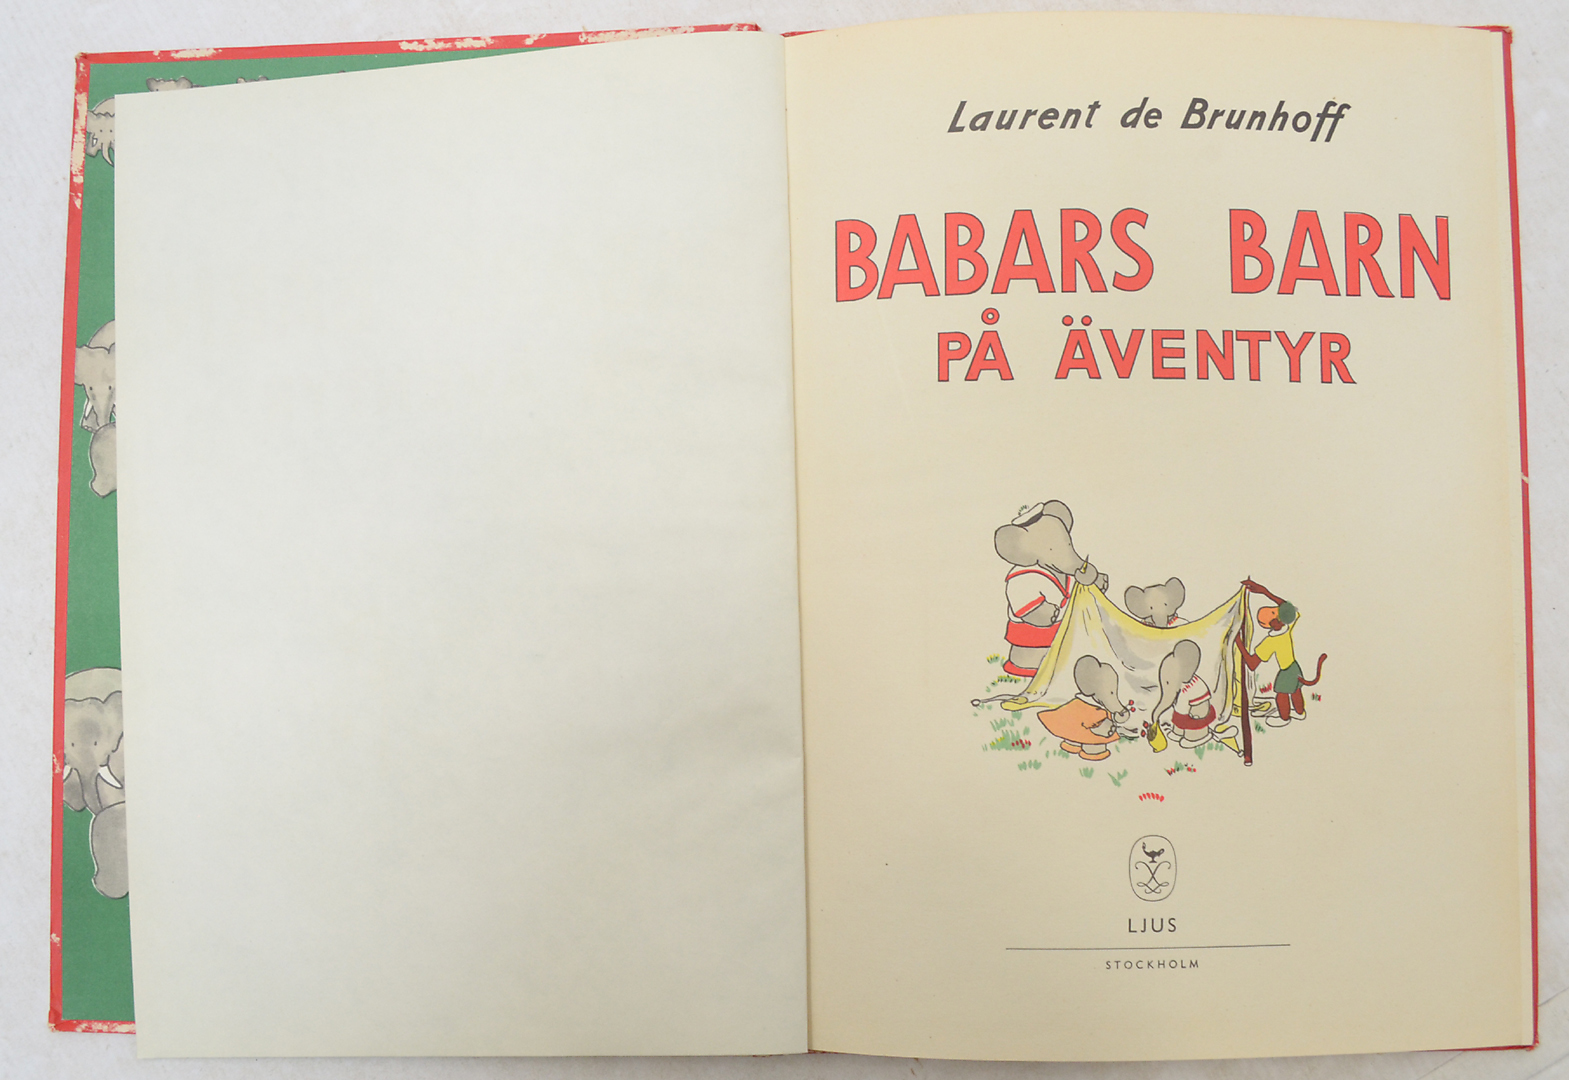 Laurent de Brunhoff
BABARS BARN
PÅ ÄVENTYR
LJUS
STOCKHOLM